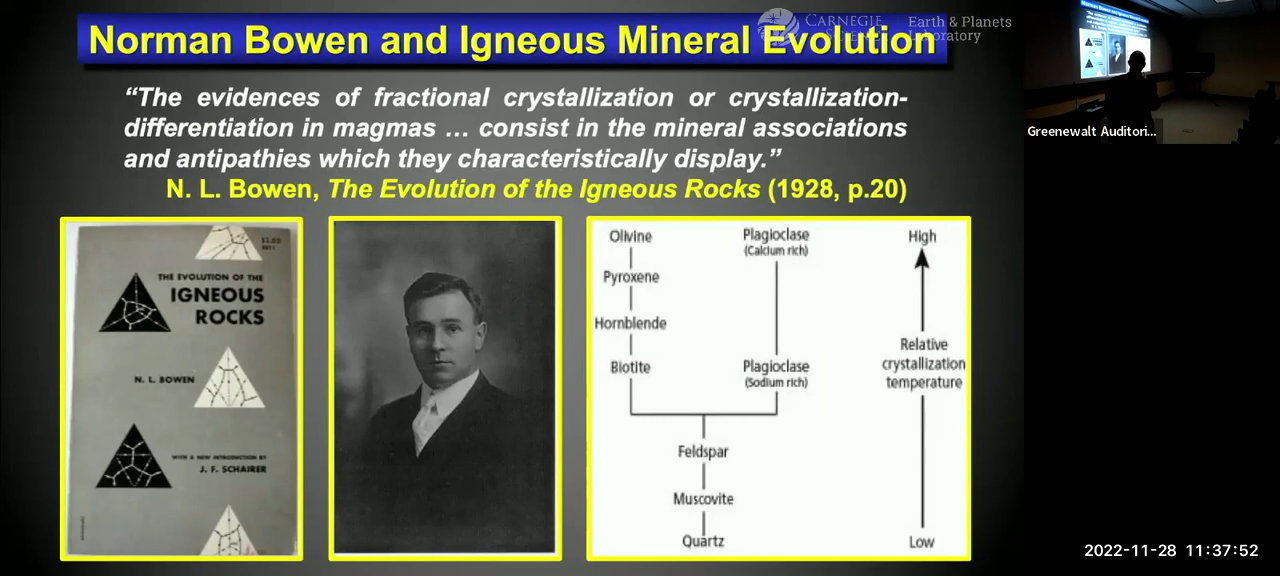 Norman Bowen and Igneous Mineral Evolution
CARNEGIE
SCIENCE
Earth & Planets
Laboratory
“The evidences of fractional crystallization or crystallization-
differentiation in magmas … consist in the mineral associations
and antipathies which they characteristically display.”
N. L. Bowen, The Evolution of the Igneous Rocks (1928, p.20)
THE EVOLUTION OF THE
IGNEOUS
ROCKS
N. L. BOWEN
WITH A NEW INTRODUCTION BY
J. F. SCHAIRER
Olivine
Pyroxene
Hornblende
Biotite
Plagioclase
(Calcium rich)
Plagioclase
(Sodium rich)
Feldspar
Muscovite
Quartz
High
Relative
crystallization
temperature
Low
Greenewalt Auditori...
2022-11-28 11:37:52